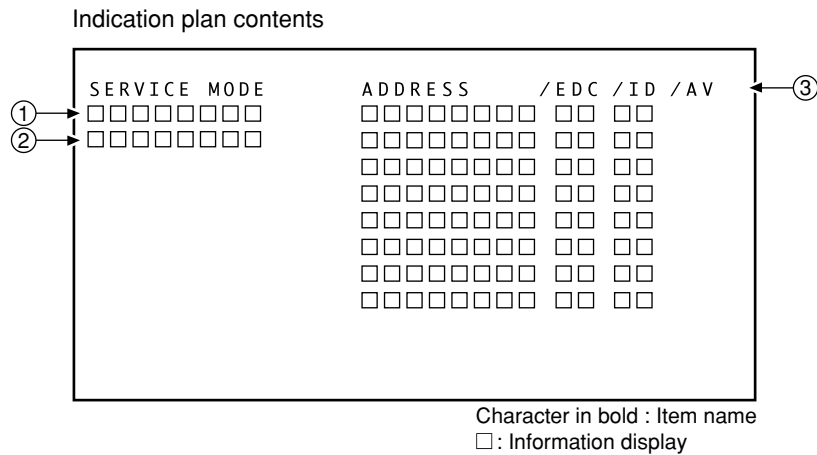 Indication plan contents
SERVICE MODE ADDRESS /EDC /ID /AV ③
① □□□□□□□□ □□□□□□□□ □□ □□
② □□□□□□□□ □□□□□□□□ □□ □□
□□□□□□□□ □□ □□
□□□□□□□□ □□ □□
□□□□□□□□ □□ □□
□□□□□□□□ □□ □□
□□□□□□□□ □□ □□
□□□□□□□□ □□ □□
Character in bold : Item name
□ : Information display